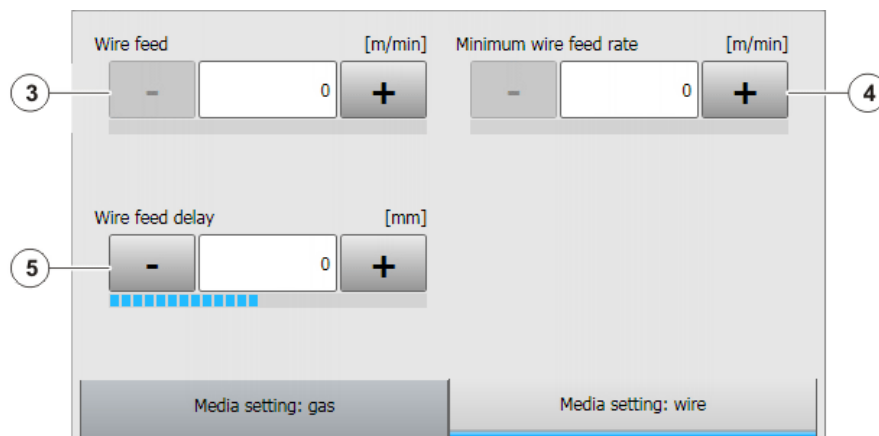 Wire feed [m/min] Minimum wire feed rate [m/min]
3 - 0 + - 0 + 4
Wire feed delay [mm]
5 - 0 +
Media setting: gas Media setting: wire